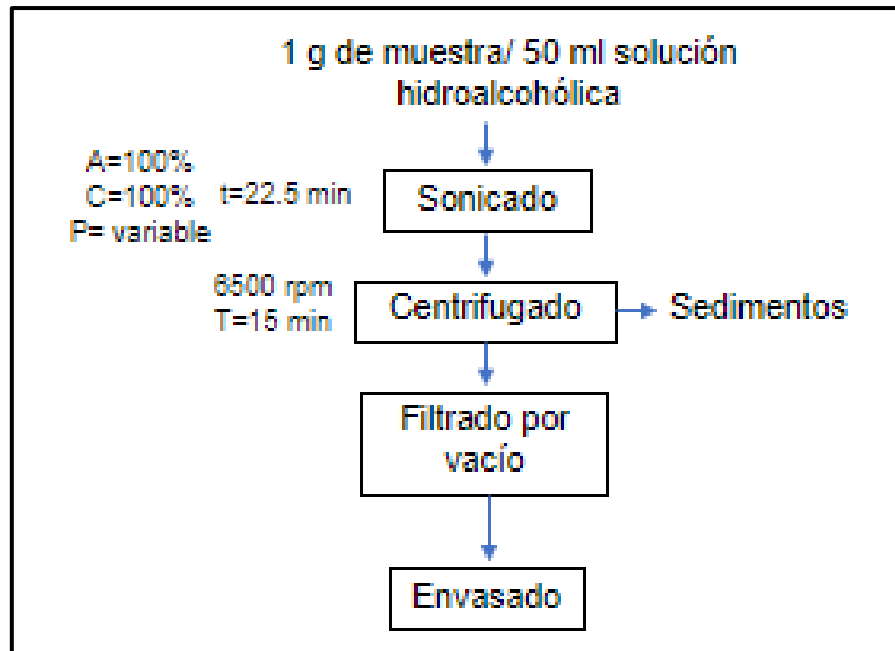 1 g de muestra/ 50 ml solución
hidroalcohólica
A=100%
C=100%
P= variable
t=22.5 min
Sonicado
6500 rpm
T=15 min
Centrifugado
Sedimentos
Filtrado por
vacío
Envasado